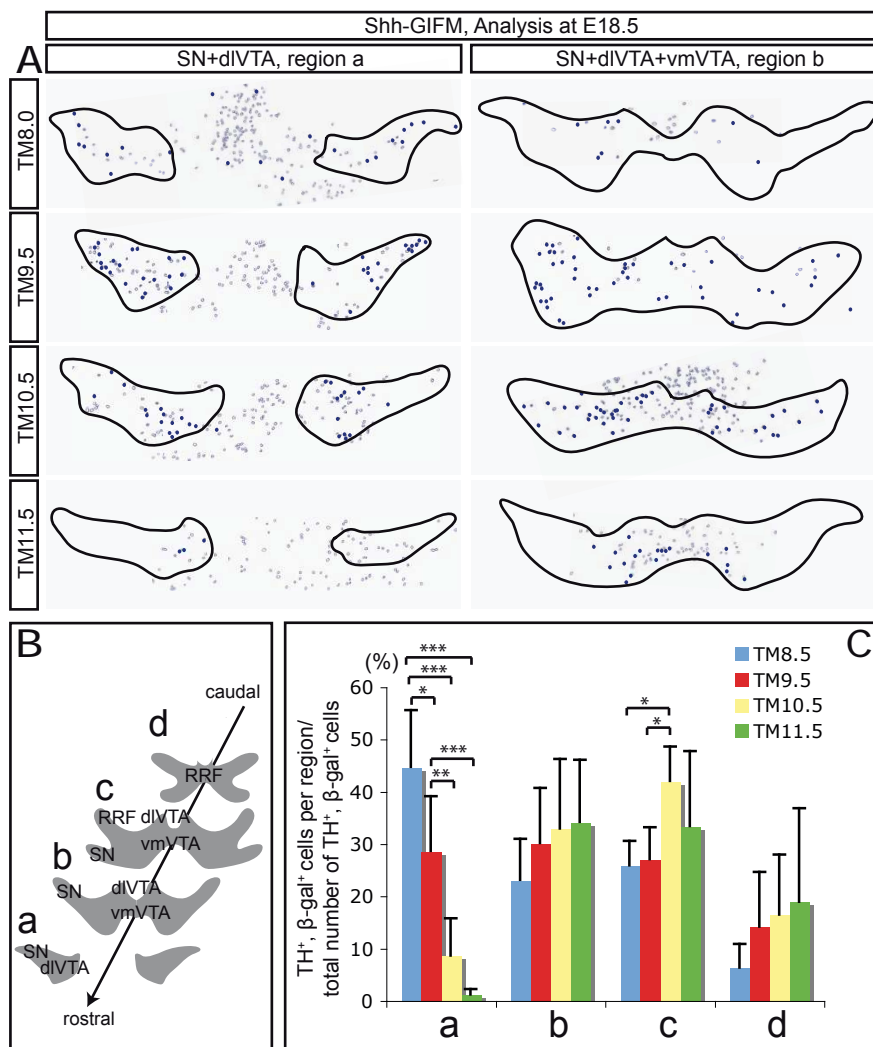 Shh-GIFM, Analysis at E18.5
A
SN+dlVTA, region a
SN+dlVTA+vmVTA, region b
TM8.0
TM9.5
TM10.5
TM11.5
B
caudal
d
RRF
c
RRF dlVTA
vmVTA
SN
b
SN
dlVTA
vmVTA
a
SN
dlVTA
rostral
C
(%)
TH⁺, β-gal⁺ cells per region/
total number of TH⁺, β-gal⁺ cells
60
50
40
30
20
10
0
***
***
*
***
**
*
*
TM8.5
TM9.5
TM10.5
TM11.5
a b c d